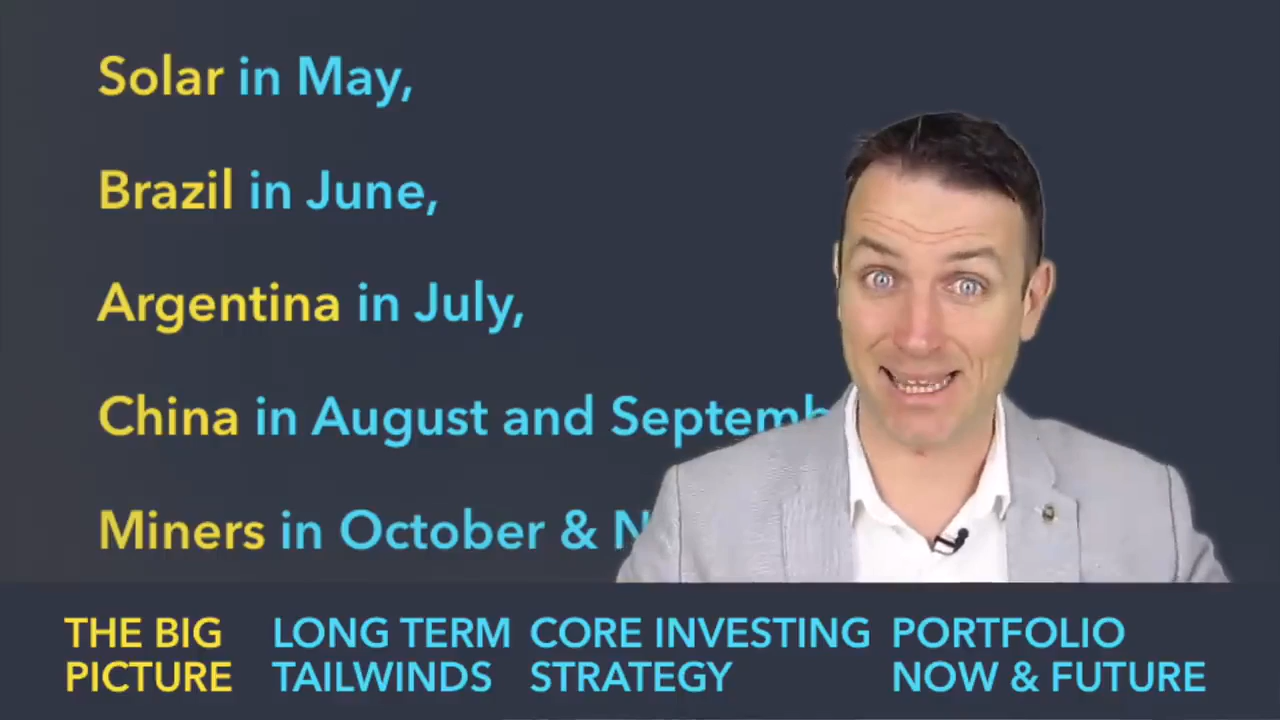 Solar in May,
Brazil in June,
Argentina in July,
China in August and
Miners in October &
THE BIG PICTURE
LONG TERM TAILWINDS
CORE INVESTING STRATEGY
PORTFOLIO NOW & FUTURE